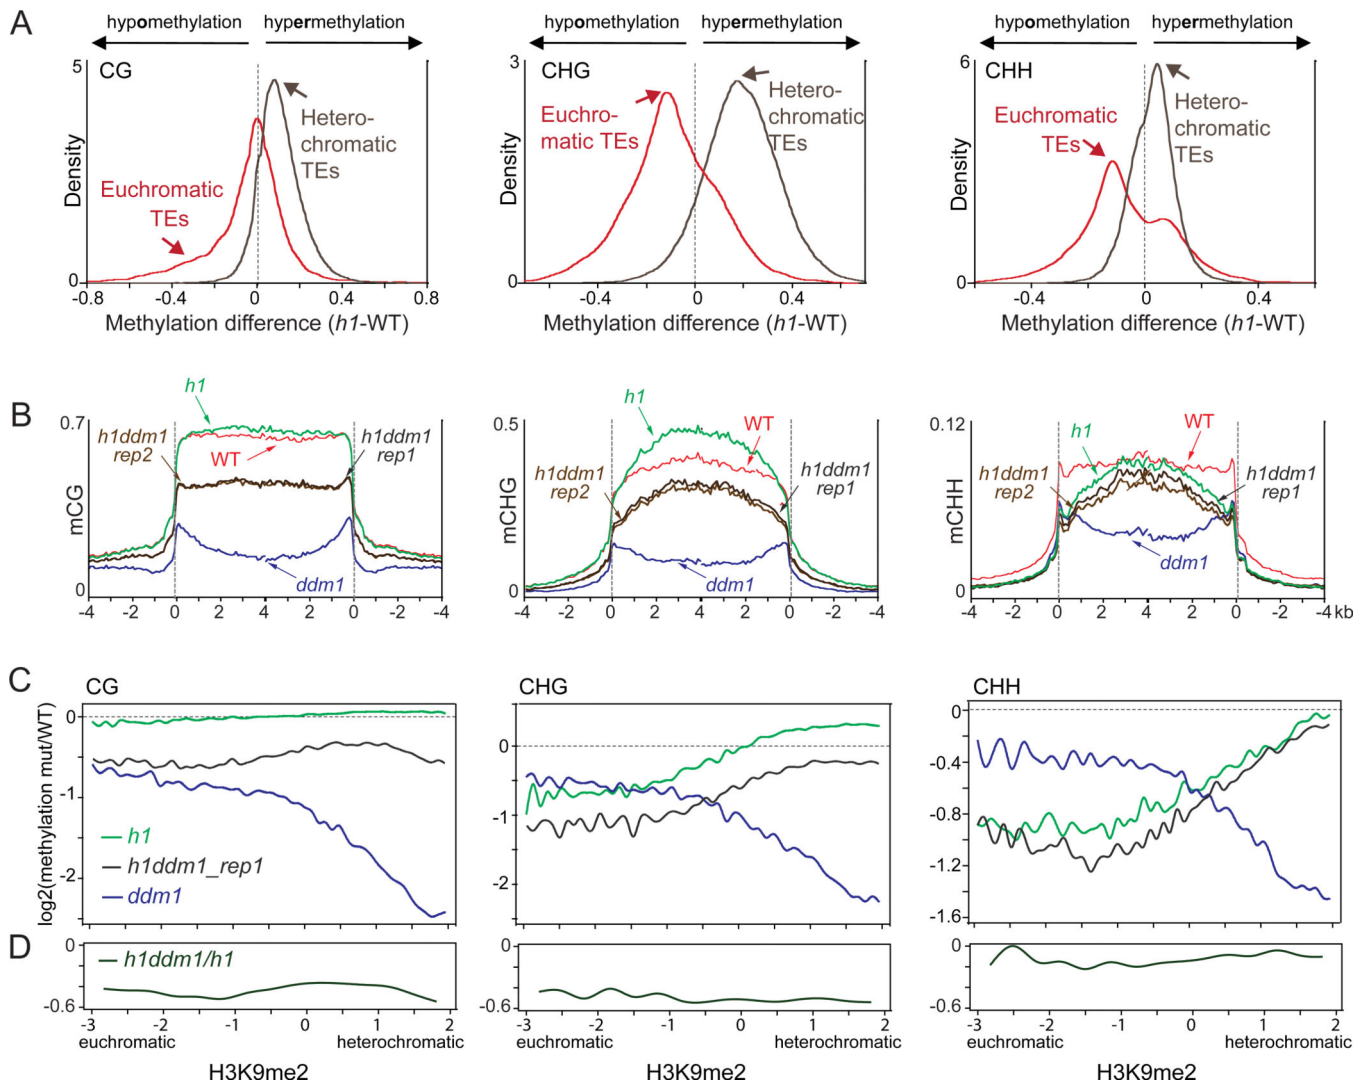 A
hypomethylation
hypermethylation
hypomethylation
hypermethylation
hypomethylation
hypermethylation
5
CG
Hetero-
chromatic
TEs
Euchromatic
TEs
Density
0
-0.8
-0.4
0
0.4
0.8
Methylation difference (h1-WT)
3
CHG
Euchro-
matic TEs
Hetero-
chromatic
TEs
Density
0
-0.4
0
0.4
Methylation difference (h1-WT)
6
CHH
Euchromatic
TEs
Hetero-
chromatic
TEs
Density
0
-0.4
0
0.4
Methylation difference (h1-WT)
B
0.7
h1
h1ddm1
rep2
WT
h1ddm1
rep1
mCG
ddm1
0
-4
-2
0
2
4
2
0
-2
-4
0.5
h1
WT
h1ddm1
rep2
h1ddm1
rep1
mCHG
ddm1
0
-4
-2
0
2
4
2
0
-2
-4
0.12
WT
h1
h1ddm1
rep2
h1ddm1
rep1
mCHH
ddm1
0
-4
-2
0
2
4
2
0
-2
-4 kb
C
CG
log2(methylation mut/WT)
0
-1
-2
h1
h1ddm1_rep1
ddm1
CHG
0
-1
-2
CHH
0
-0.4
-0.8
-1.2
-1.6
D
0
-0.6
h1ddm1/h1
-3
-2
-1
0
1
2
euchromatic
heterochromatic
H3K9me2
0
-0.6
-3
-2
-1
0
1
2
euchromatic
heterochromatic
H3K9me2
0
-0.6
-3
-2
-1
0
1
2
euchromatic
heterochromatic
H3K9me2